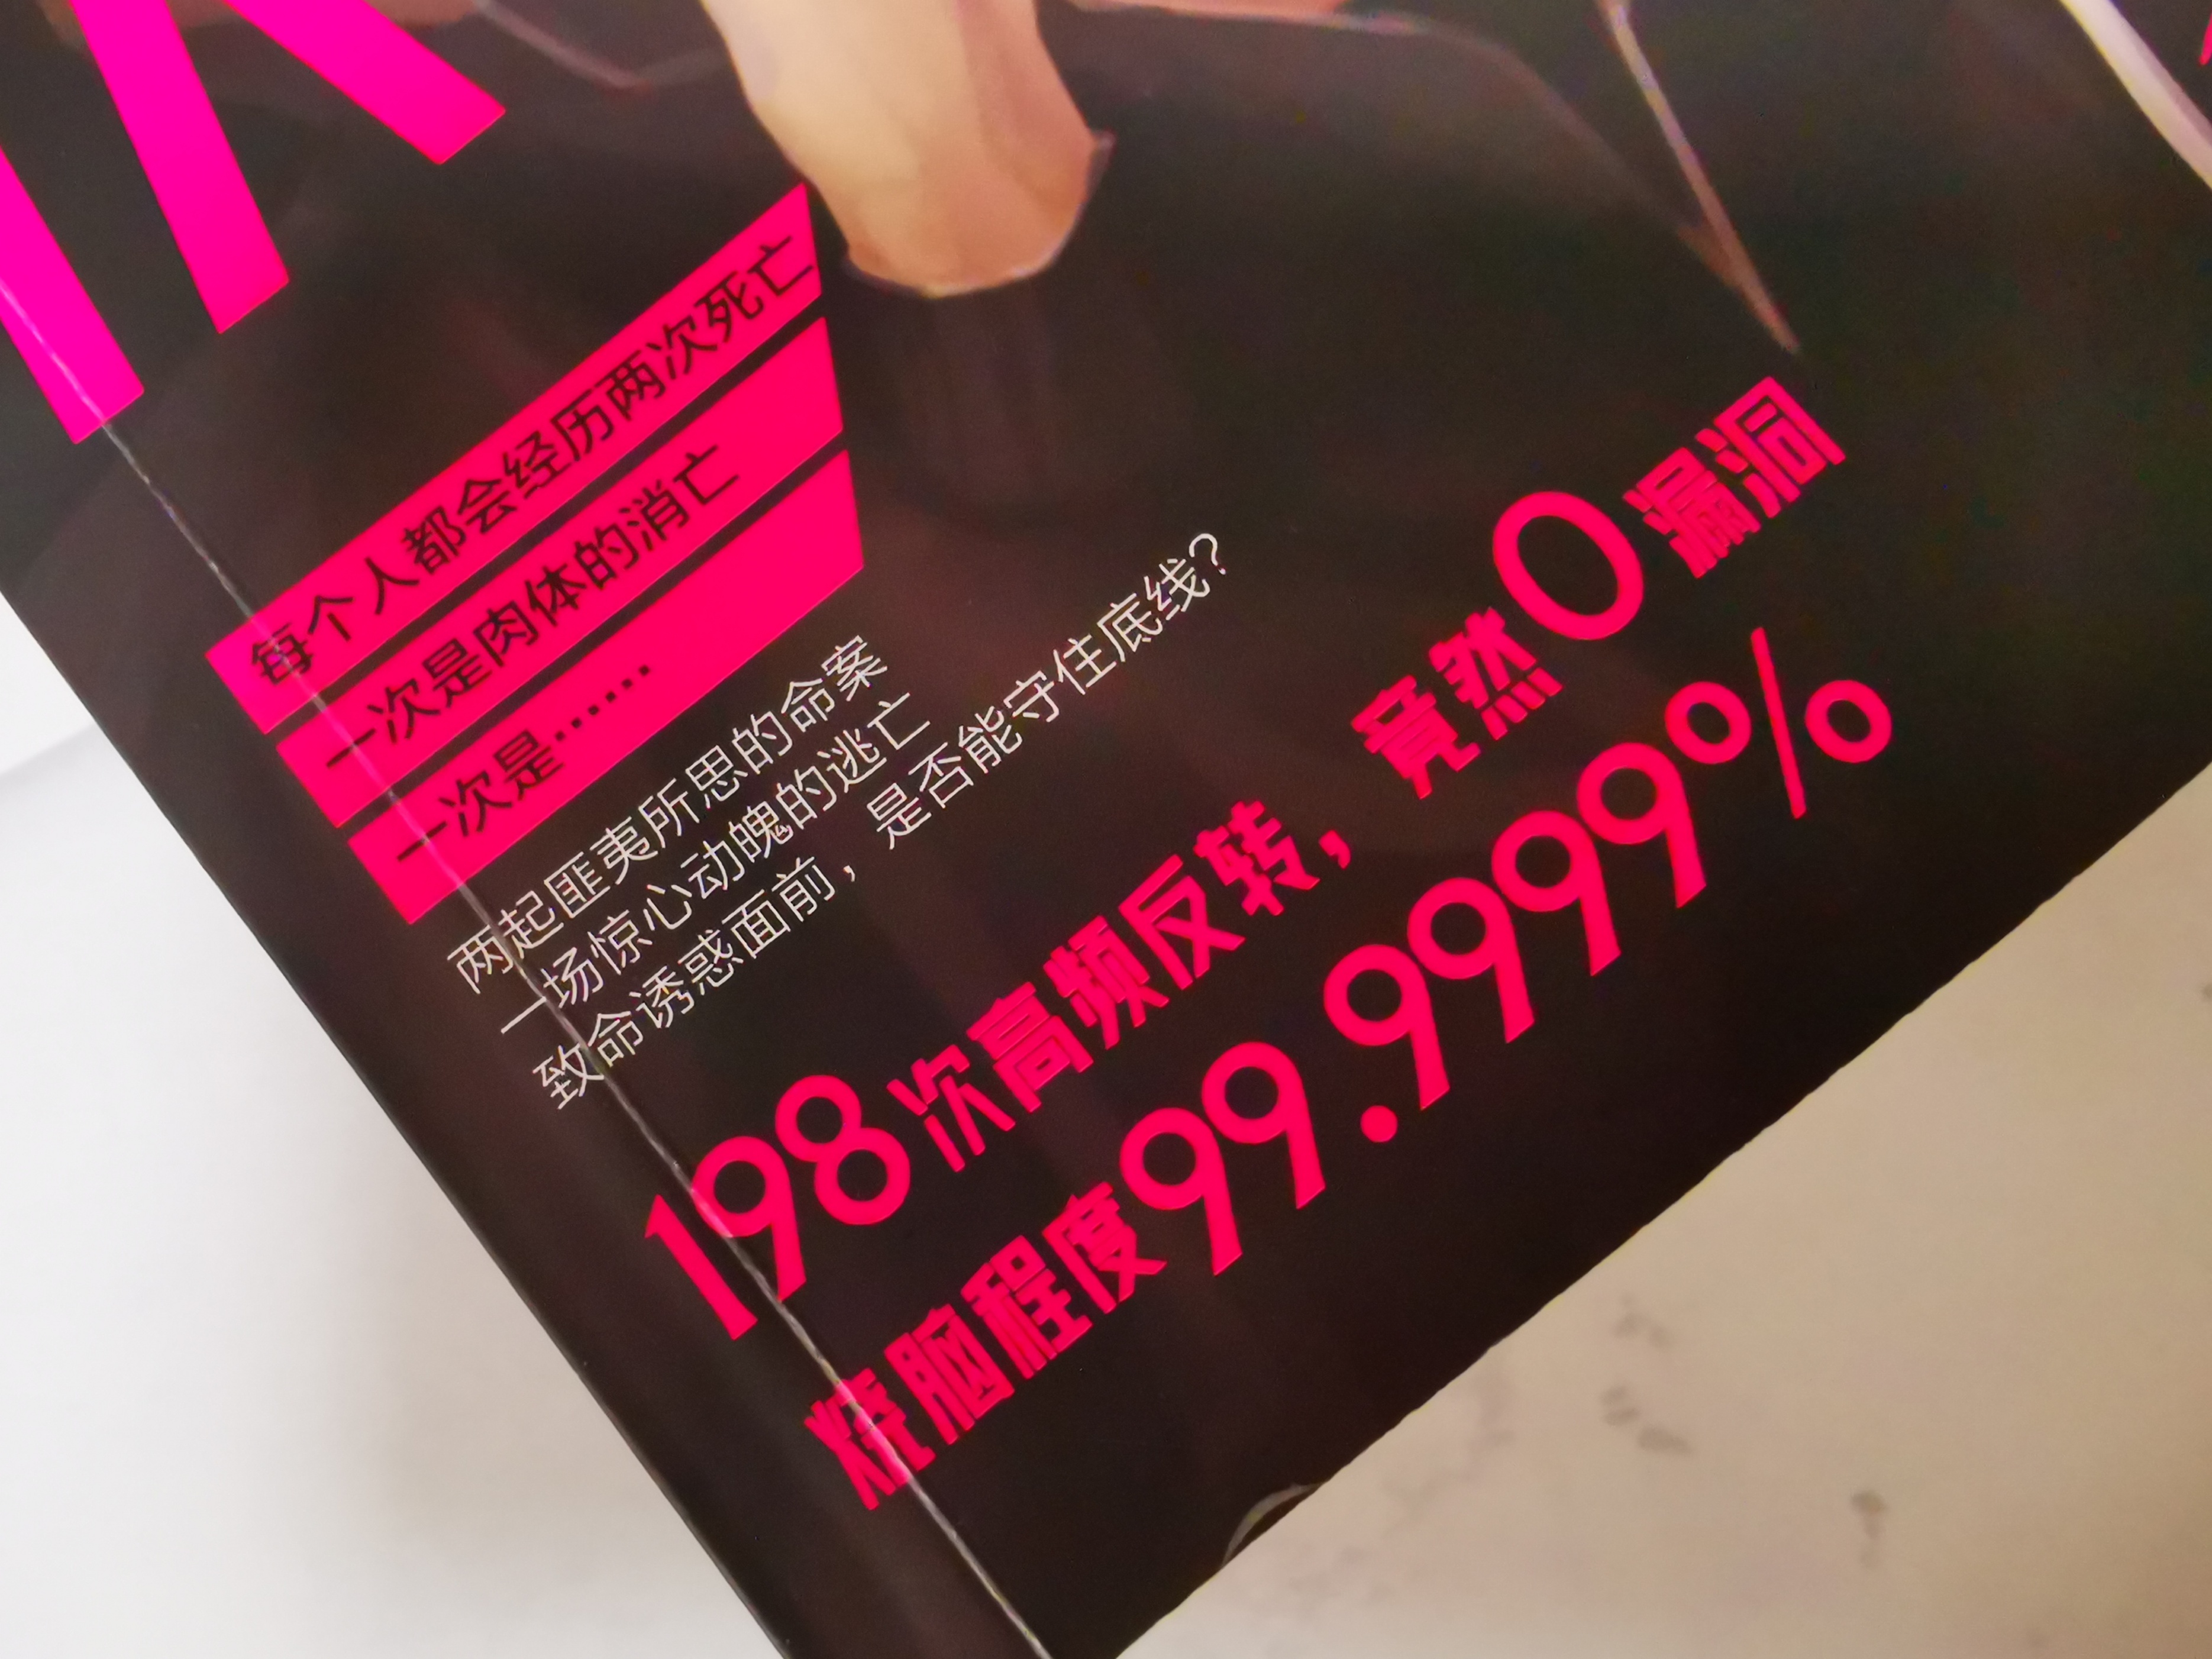 每个人都会经历两次死亡
一次是肉体的消亡
一次是……
两起匪夷所思的命案
一场惊心动魄的逃亡
致命诱惑面前，是否能守住底线？
198次高频反转，竟然0漏洞
烧脑程度99.9999%